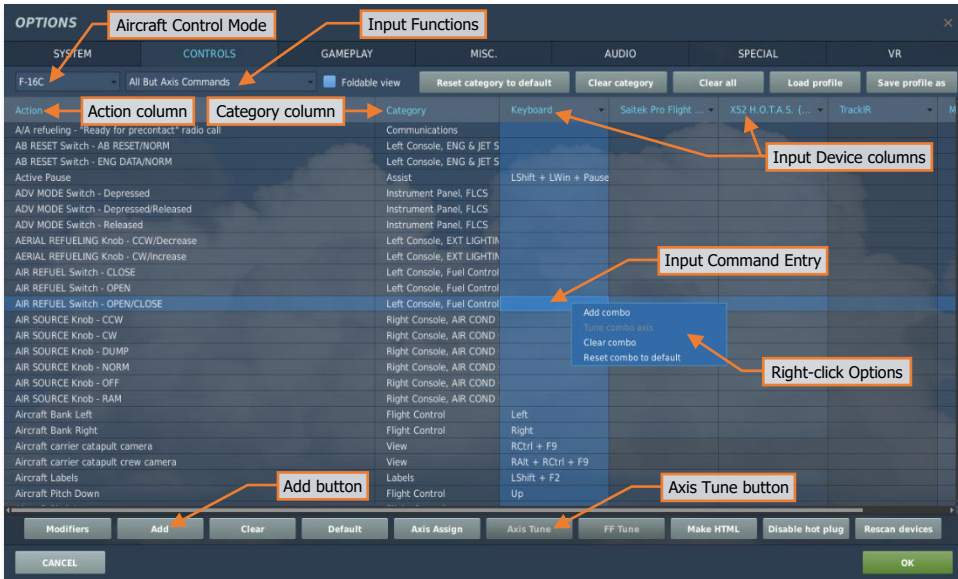 OPTIONS
Aircraft Control Mode
Input Functions
SYSTEM CONTROLS GAMEPLAY MISC. AUDIO SPECIAL VR
F-16C All But Axis Commands Foldable view Reset category to default Clear category Clear all Load profile Save profile as
Action Category Keyboard Saitek Pro Flight ... X52 H.O.T.A.S. {... TrackIR M
Action column Category column
Input Device columns
A/A refueling - "Ready for precontact" radio call Communications
AB RESET Switch - AB RESET/NORM Left Console, ENG & JET S
AB RESET Switch - ENG DATA/NORM Left Console, ENG & JET S
Active Pause Assist LShift + LWin + Pause
ADV MODE Switch - Depressed Instrument Panel, FLCS
ADV MODE Switch - Depressed/Released Instrument Panel, FLCS
ADV MODE Switch - Released Instrument Panel, FLCS
AERIAL REFUELING Knob - CCW/Decrease Left Console, EXT LIGHTIN
AERIAL REFUELING Knob - CW/Increase Left Console, EXT LIGHTIN
Input Command Entry
AIR REFUEL Switch - CLOSE Left Console, Fuel Control
AIR REFUEL Switch - OPEN Left Console, Fuel Control
AIR REFUEL Switch - OPEN/CLOSE Left Console, Fuel Control
Add combo
Tune combo axis
Clear combo
Reset combo to default
Right-click Options
AIR SOURCE Knob - CCW Right Console, AIR COND
AIR SOURCE Knob - CW Right Console, AIR COND
AIR SOURCE Knob - DUMP Right Console, AIR COND
AIR SOURCE Knob - NORM Right Console, AIR COND
AIR SOURCE Knob - OFF Right Console, AIR COND
AIR SOURCE Knob - RAM Right Console, AIR COND
Aircraft Bank Left Flight Control Left
Aircraft Bank Right Flight Control Right
Aircraft carrier catapult camera View RCtrl + F9
Aircraft carrier catapult crew camera View RAlt + RCtrl + F9
Aircraft Labels Labels LShift + F2
Aircraft Pitch Down Flight Control Up
Add button
Axis Tune button
Modifiers Add Clear Default Axis Assign Axis Tune FF Tune Make HTML Disable hot plug Rescan devices
CANCEL OK